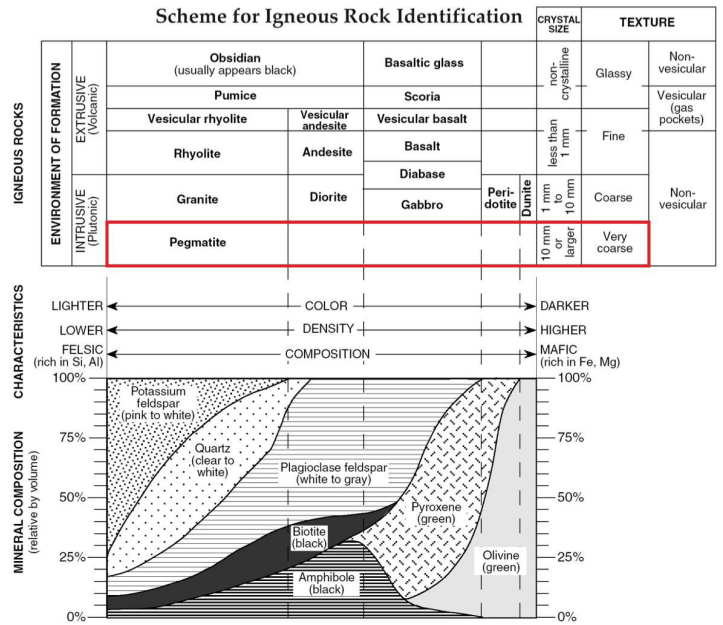 Scheme for Igneous Rock Identification
CRYSTAL
SIZE
TEXTURE
IGNEOUS ROCKS
ENVIRONMENT OF FORMATION
EXTRUSIVE
(Volcanic)
INTRUSIVE
(Plutonic)
Obsidian
(usually appears black)
Basaltic glass
non-
crystalline
Glassy
Non-
vesicular
Pumice
Scoria
Vesicular
(gas
pockets)
Vesicular rhyolite
Vesicular
andesite
Vesicular basalt
less than
1 mm
Fine
Rhyolite
Andesite
Basalt
Diabase
Granite
Diorite
Gabbro
Peri-
dotite
Dunite
1 mm
to
10 mm
Coarse
Non-
vesicular
Pegmatite
10 mm
or
larger
Very
coarse
CHARACTERISTICS
LIGHTER
COLOR
DARKER
LOWER
DENSITY
HIGHER
FELSIC
(rich in Si, Al)
COMPOSITION
MAFIC
(rich in Fe, Mg)
MINERAL COMPOSITION
(relative by volume)
100%
75%
50%
25%
0%
Potassium
feldspar
(pink to white)
Quartz
(clear to
white)
Plagioclase feldspar
(white to gray)
Biotite
(black)
Amphibole
(black)
Pyroxene
(green)
Olivine
(green)
100%
75%
50%
25%
0%